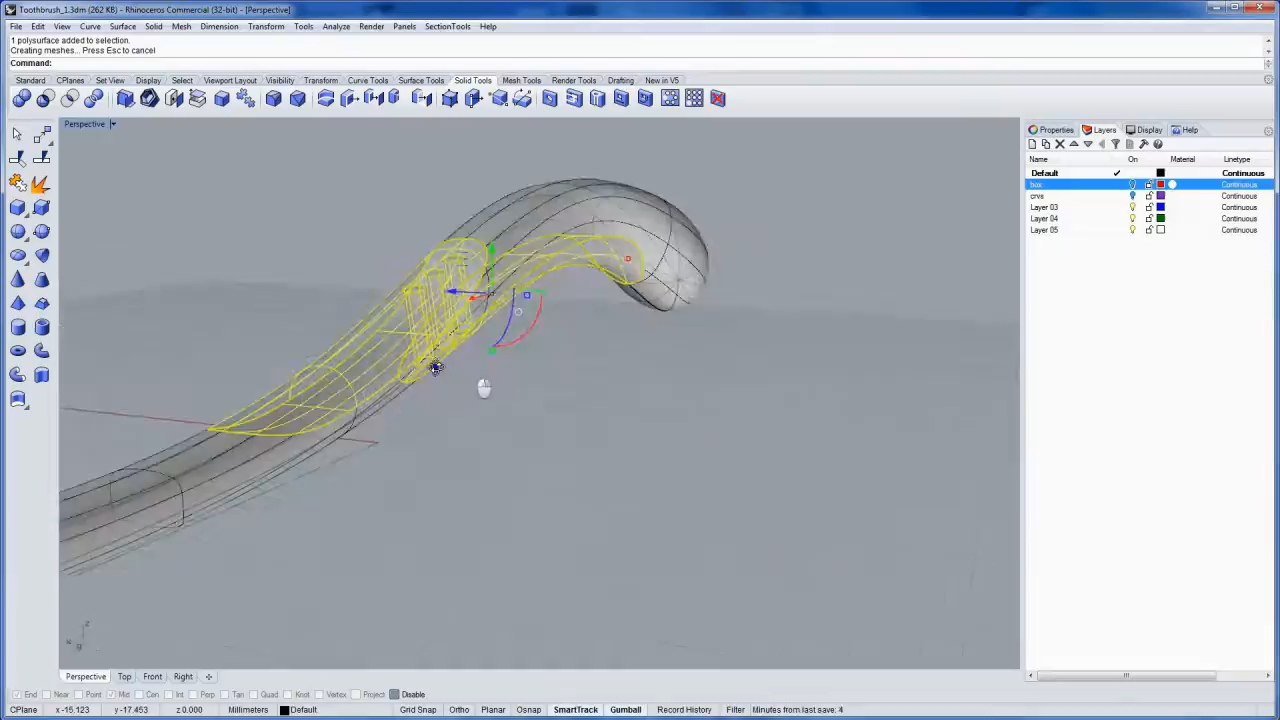 Toothbrush_1.3dm (262 KB) - Rhinoceros Commercial (32-bit) - [Perspective]
File Edit View Curve Surface Solid Mesh Dimension Transform Tools Analyze Render Panels SectionTools Help
1 polysurface added to selection.
Creating meshes... Press Esc to cancel
Command:
Standard CPlanes Set View Display Select Viewport Layout Visibility Transform Curve Tools Surface Tools Solid Tools Mesh Tools Render Tools Drafting New in V5
Perspective
Properties Layers Display Help
Name On Material Linetype
Default Continuous
box Continuous
crvs Continuous
Layer 03 Continuous
Layer 04 Continuous
Layer 05 Continuous
z
Perspective Top Front Right
End Near Point Mid Cen Int Perp Tan Quad Knot Vertex Project Disable
CPlane x -15.123 y -17.453 z 0.000 Millimeters Default Grid Snap Ortho Planar Osnap SmartTrack Gumball Record History Filter Minutes from last save: 4